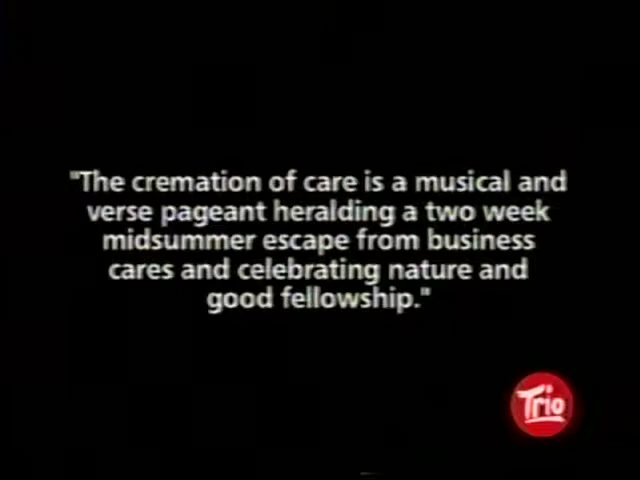 "The cremation of care is a musical and
verse pageant heralding a two week
midsummer escape from business
cares and celebrating nature and
good fellowship."
Trio